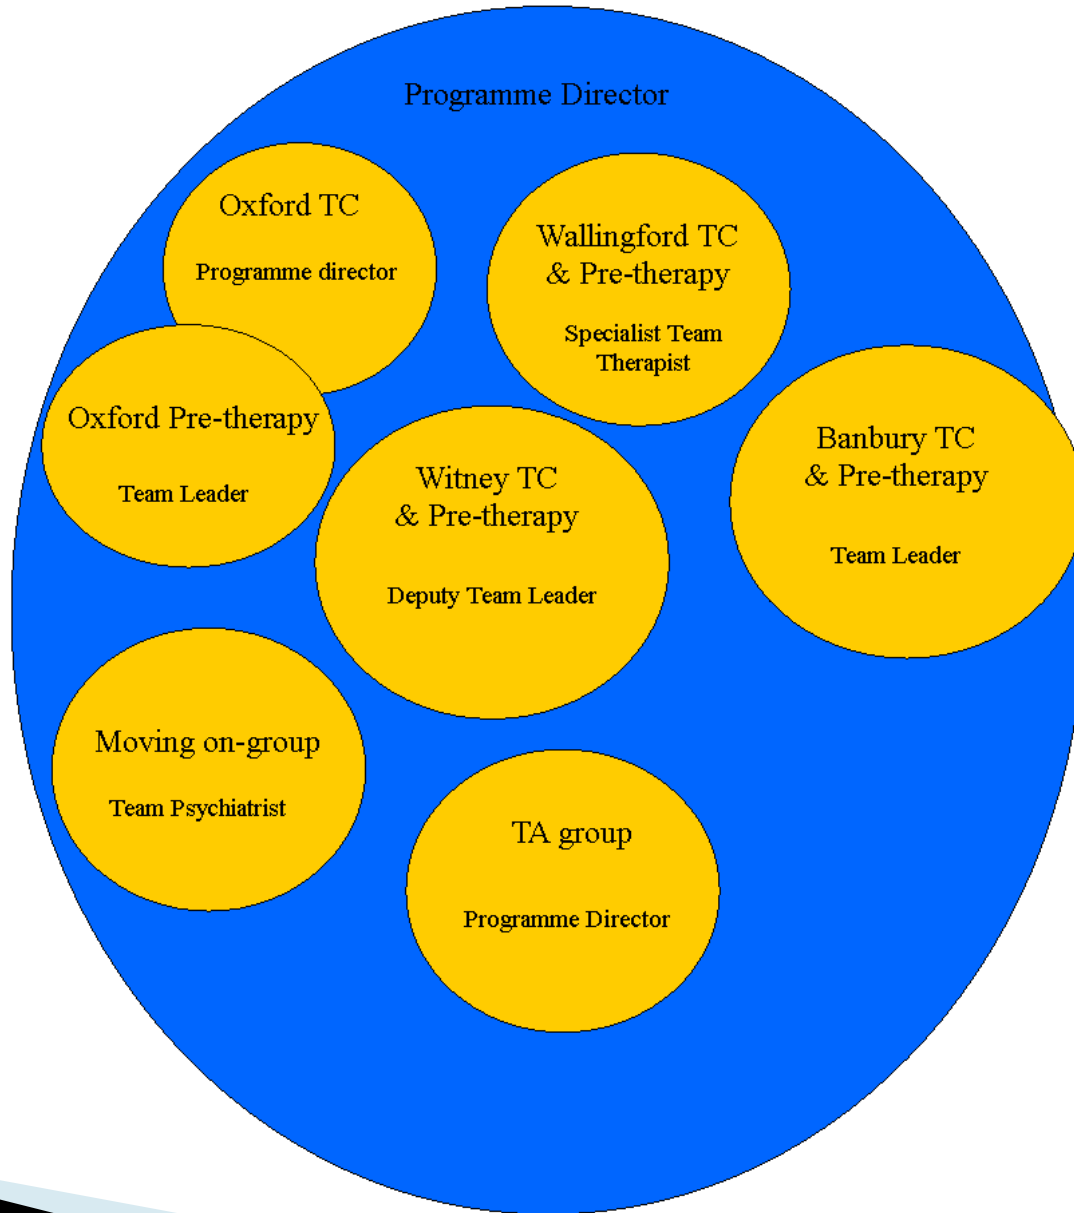 Programme Director
Oxford TC
Programme director
Wallingford TC
& Pre-therapy
Specialist Team
Therapist
Oxford Pre-therapy
Team Leader
Witney TC
& Pre-therapy
Deputy Team Leader
Banbury TC
& Pre-therapy
Team Leader
Moving on-group
Team Psychiatrist
TA group
Programme Director